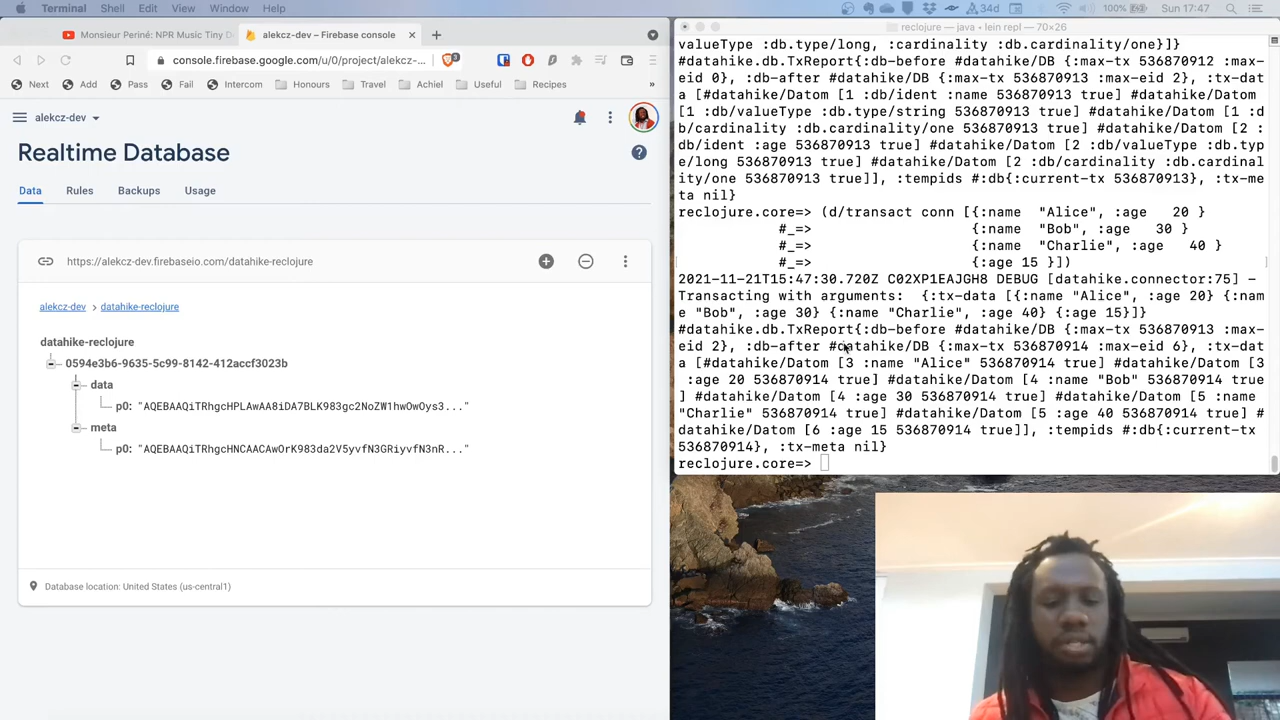 Terminal Shell Edit View Window Help 34d 100% Sun 17:47
Monsieur Periné: NPR Music Tiny D
alekcz-dev – Firebase console
console.firebase.google.com/u/0/project/alekcz-...
Next Add Pass Fail Intercom Honours Travel Achiel Useful Recipes
alekcz-dev
Realtime Database
Data Rules Backups Usage
https://alekcz-dev.firebaseio.com/datahike-reclojure
alekcz-dev > datahike-reclojure
datahike-reclojure
0594e3b6-9635-5c99-8142-412accf3023b
data
p0: "AQEBAAQiTRhgcHPLAwAA8iDA7BLK983gc2NoZW1hwOwOys3..."
meta
p0: "AQEBAAQiTRhgcHNCAACAwOrK983da2V5yvfN3GRiyvfN3nR..."
Database location: United States (us-central1)
reclojure — java ‹ lein repl — 70×26
valueType :db.type/long, :cardinality :db.cardinality/one}]}
#datahike.db.TxReport{:db-before #datahike/DB {:max-tx 536870912 :max-
eid 0}, :db-after #datahike/DB {:max-tx 536870913 :max-eid 2}, :tx-dat
a [#datahike/Datom [1 :db/ident :name 536870913 true] #datahike/Datom
[1 :db/valueType :db.type/string 536870913 true] #datahike/Datom [1 :d
b/cardinality :db.cardinality/one 536870913 true] #datahike/Datom [2 :
db/ident :age 536870913 true] #datahike/Datom [2 :db/valueType :db.typ
e/long 536870913 true] #datahike/Datom [2 :db/cardinality :db.cardinal
ity/one 536870913 true]], :tempids #:db{:current-tx 536870913}, :tx-me
ta nil}
reclojure.core=> (d/transact conn [{:name "Alice", :age 20 }
#_=> {:name "Bob", :age 30 }
#_=> {:name "Charlie", :age 40 }
#_=> {:age 15 }])
2021-11-21T15:47:30.720Z C02XP1EAJGH8 DEBUG [datahike.connector:75] –
Transacting with arguments: {:tx-data [{:name "Alice", :age 20} {:nam
e "Bob", :age 30} {:name "Charlie", :age 40} {:age 15}]}
#datahike.db.TxReport{:db-before #datahike/DB {:max-tx 536870913 :max-
eid 2}, :db-after #datahike/DB {:max-tx 536870914 :max-eid 6}, :tx-dat
a [#datahike/Datom [3 :name "Alice" 536870914 true] #datahike/Datom [3
:age 20 536870914 true] #datahike/Datom [4 :name "Bob" 536870914 true
] #datahike/Datom [4 :age 30 536870914 true] #datahike/Datom [5 :name
"Charlie" 536870914 true] #datahike/Datom [5 :age 40 536870914 true] #
datahike/Datom [6 :age 15 536870914 true]], :tempids #:db{:current-tx
536870914}, :tx-meta nil}
reclojure.core=>